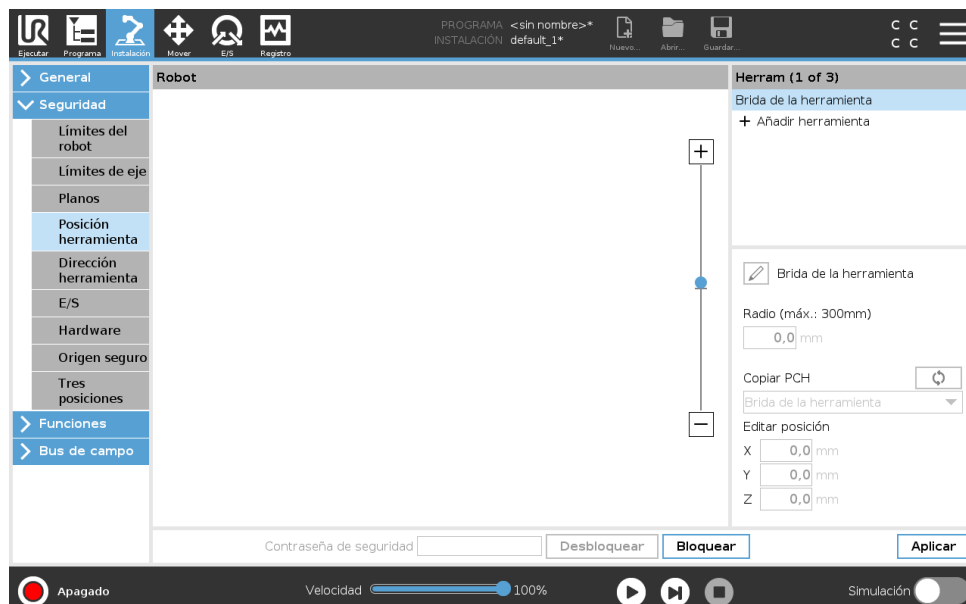 PROGRAMA <sin nombre>*
INSTALACIÓN default_1*
Ejecutar Programa Instalación Mover E/S Registro Nuevo... Abrir... Guardar...
C C
C C
General
Seguridad
Límites del
robot
Límites de eje
Planos
Posición
herramienta
Dirección
herramienta
E/S
Hardware
Origen seguro
Tres
posiciones
Funciones
Bus de campo
Robot
Herram (1 of 3)
Brida de la herramienta
+ Añadir herramienta
Brida de la herramienta
Radio (máx.: 300mm)
0,0 mm
Copiar PCH
Brida de la herramienta
Editar posición
X 0,0 mm
Y 0,0 mm
Z 0,0 mm
Contraseña de seguridad Desbloquear Bloquear Aplicar
Apagado Velocidad 100% Simulación